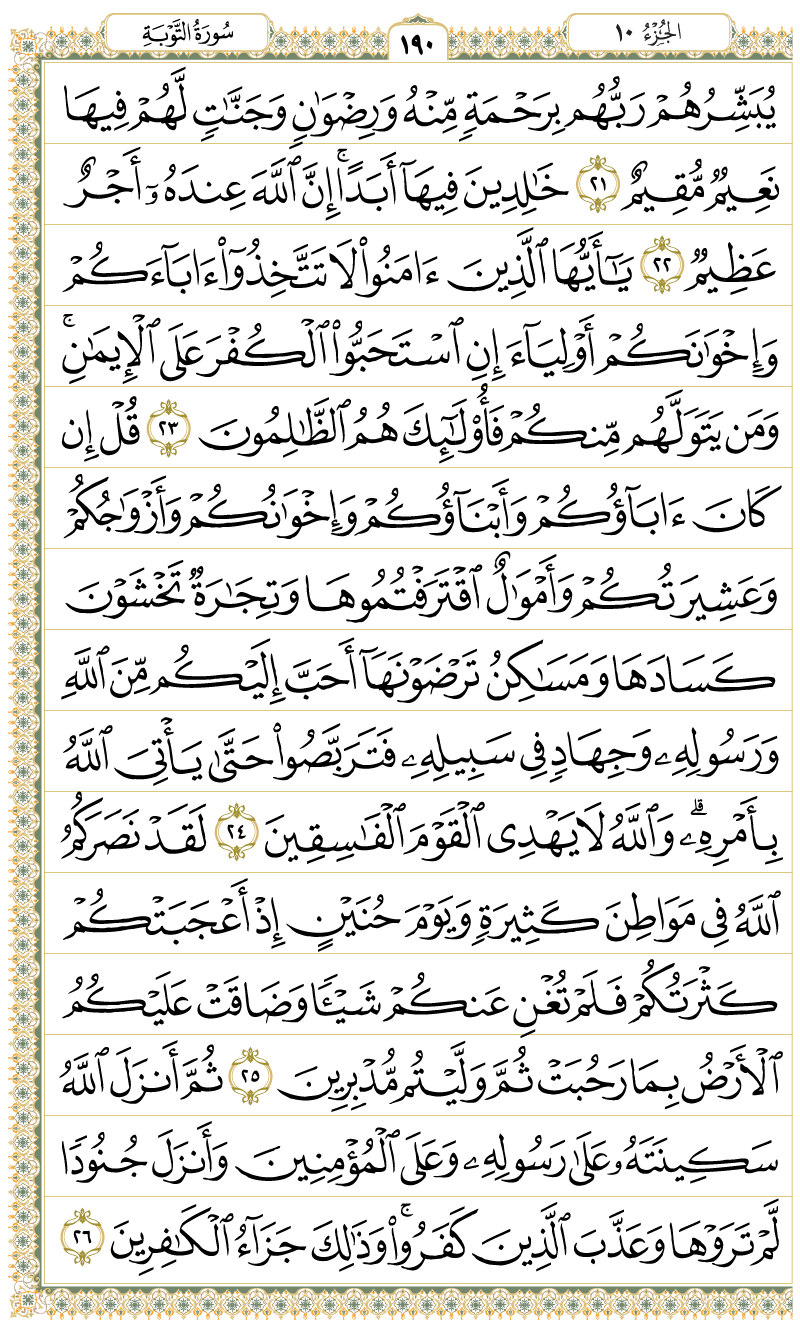 الجُزْءُ ١٠
١٩٠
سُورَةُ التَّوْبَةِ
يُبَشِّرُهُمْ رَبُّهُم بِرَحْمَةٍ مِّنْهُ وَرِضْوَٰنٍ وَجَنَّٰتٍ لَّهُمْ فِيهَا
نَعِيمٌ مُّقِيمٌ ٢١ خَٰلِدِينَ فِيهَآ أَبَدًا ۚ إِنَّ ٱللَّهَ عِندَهُۥٓ أَجْرٌ
عَظِيمٌ ٢٢ يَٰٓأَيُّهَا ٱلَّذِينَ ءَامَنُوا۟ لَا تَتَّخِذُوٓا۟ ءَابَآءَكُمْ
وَإِخْوَٰنَكُمْ أَوْلِيَآءَ إِنِ ٱسْتَحَبُّوا۟ ٱلْكُفْرَ عَلَى ٱلْإِيمَٰنِ ۚ
وَمَن يَتَوَلَّهُم مِّنكُمْ فَأُو۟لَٰٓئِكَ هُمُ ٱلظَّٰلِمُونَ ٢٣ قُلْ إِن
كَانَ ءَابَآؤُكُمْ وَأَبْنَآؤُكُمْ وَإِخْوَٰنُكُمْ وَأَزْوَٰجُكُمْ
وَعَشِيرَتُكُمْ وَأَمْوَٰلٌ ٱقْتَرَفْتُمُوهَا وَتِجَٰرَةٌ تَخْشَوْنَ
كَسَادَهَا وَمَسَٰكِنُ تَرْضَوْنَهَآ أَحَبَّ إِلَيْكُم مِّنَ ٱللَّهِ
وَرَسُولِهِۦ وَجِهَادٍ فِى سَبِيلِهِۦ فَتَرَبَّصُوا۟ حَتَّىٰ يَأْتِىَ ٱللَّهُ
بِأَمْرِهِۦ ۗ وَٱللَّهُ لَا يَهْدِى ٱلْقَوْمَ ٱلْفَٰسِقِينَ ٢٤ لَقَدْ نَصَرَكُمُ
ٱللَّهُ فِى مَوَاطِنَ كَثِيرَةٍ وَيَوْمَ حُنَيْنٍ إِذْ أَعْجَبَتْكُمْ
كَثْرَتُكُمْ فَلَمْ تُغْنِ عَنكُمْ شَيْـًٔا وَضَاقَتْ عَلَيْكُمُ
ٱلْأَرْضُ بِمَا رَحُبَتْ ثُمَّ وَلَّيْتُم مُّدْبِرِينَ ٢٥ ثُمَّ أَنزَلَ ٱللَّهُ
سَكِينَتَهُۥ عَلَىٰ رَسُولِهِۦ وَعَلَى ٱلْمُؤْمِنِينَ وَأَنزَلَ جُنُودًا
لَّمْ تَرَوْهَا وَعَذَّبَ ٱلَّذِينَ كَفَرُوا۟ ۚ وَذَٰلِكَ جَزَآءُ ٱلْكَٰفِرِينَ ٢٦